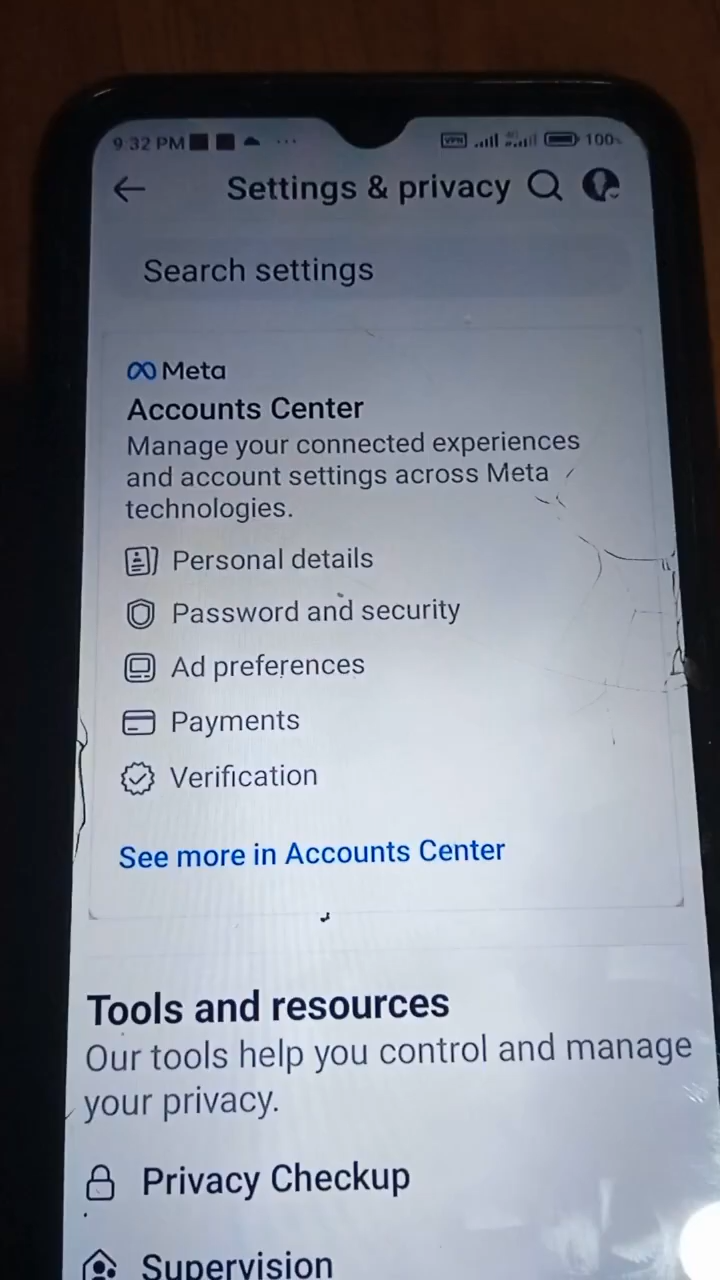 9:32 PM VPN 4G 100%
Settings & privacy
Search settings
Meta
Accounts Center
Manage your connected experiences
and account settings across Meta
technologies.
Personal details
Password and security
Ad preferences
Payments
Verification
See more in Accounts Center
Tools and resources
Our tools help you control and manage
your privacy.
Privacy Checkup
Supervision